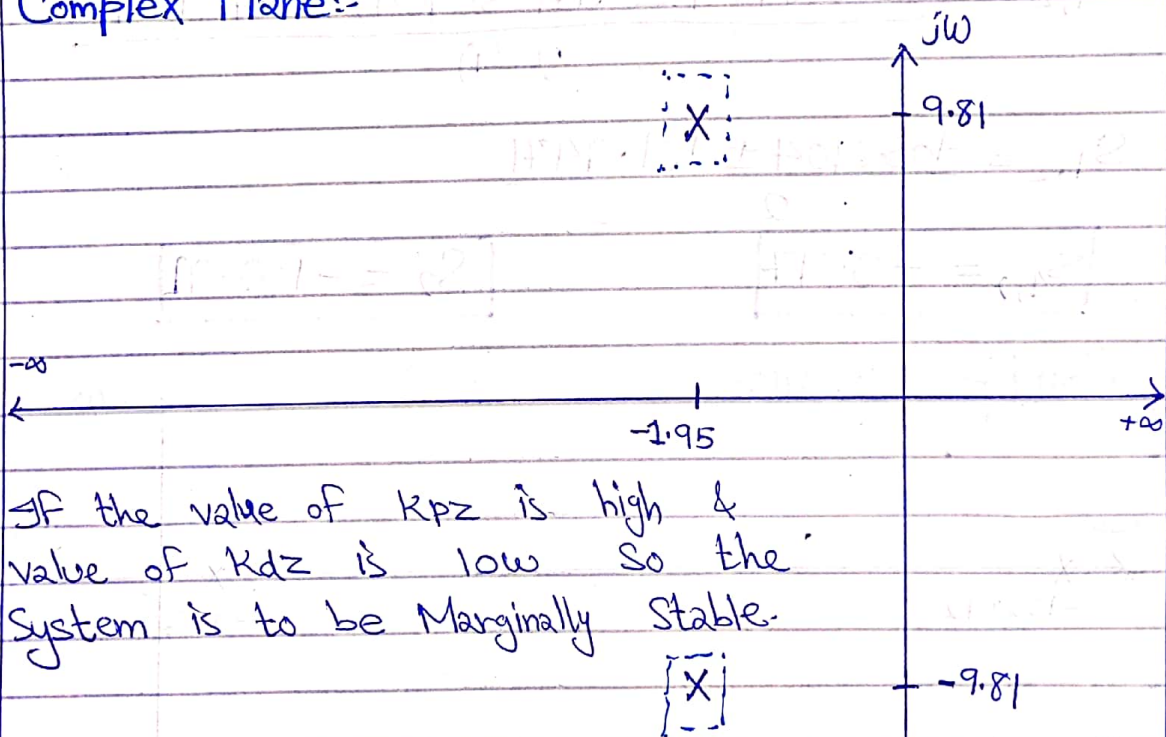 Complex Plane:-
jω
X
9.81
-∞
-1.95
+∞
If the value of Kpz is high &
value of Kdz is low so the
System is to be Marginally Stable.
X
-9.81